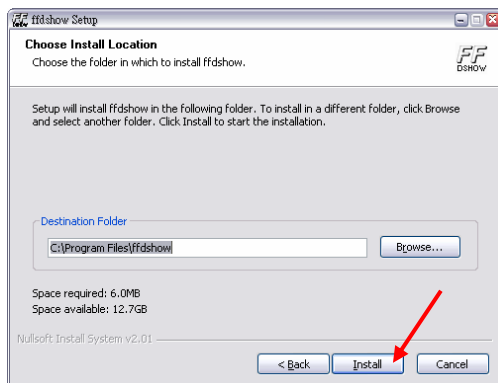 ffdshow Setup
Choose Install Location
Choose the folder in which to install ffdshow.
FF
DSHOW
Setup will install ffdshow in the following folder. To install in a different folder, click Browse
and select another folder. Click Install to start the installation.
Destination Folder
C:\Program Files\ffdshow
Browse...
Space required: 6.0MB
Space available: 12.7GB
Nullsoft Install System v2.01
< Back Install Cancel